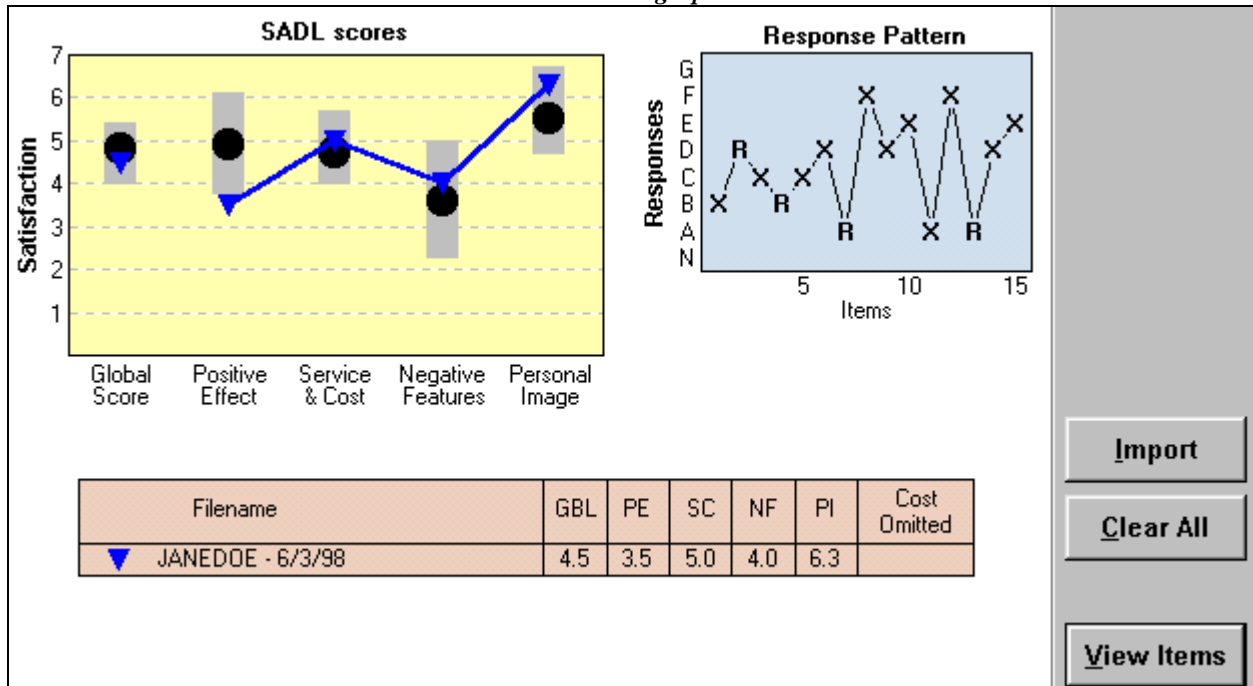 SADL scores
7
6
5
4
3
2
1
Satisfaction
Global Score
Positive Effect
Service & Cost
Negative Features
Personal Image
Response Pattern
G
F
E
D
C
B
A
N
Responses
X R X R X X R X X X X X R X X
5 10 15
Items
Filename GBL PE SC NF PI Cost Omitted
JANEDOE - 6/3/98 4.5 3.5 5.0 4.0 6.3
Import
Clear All
View Items